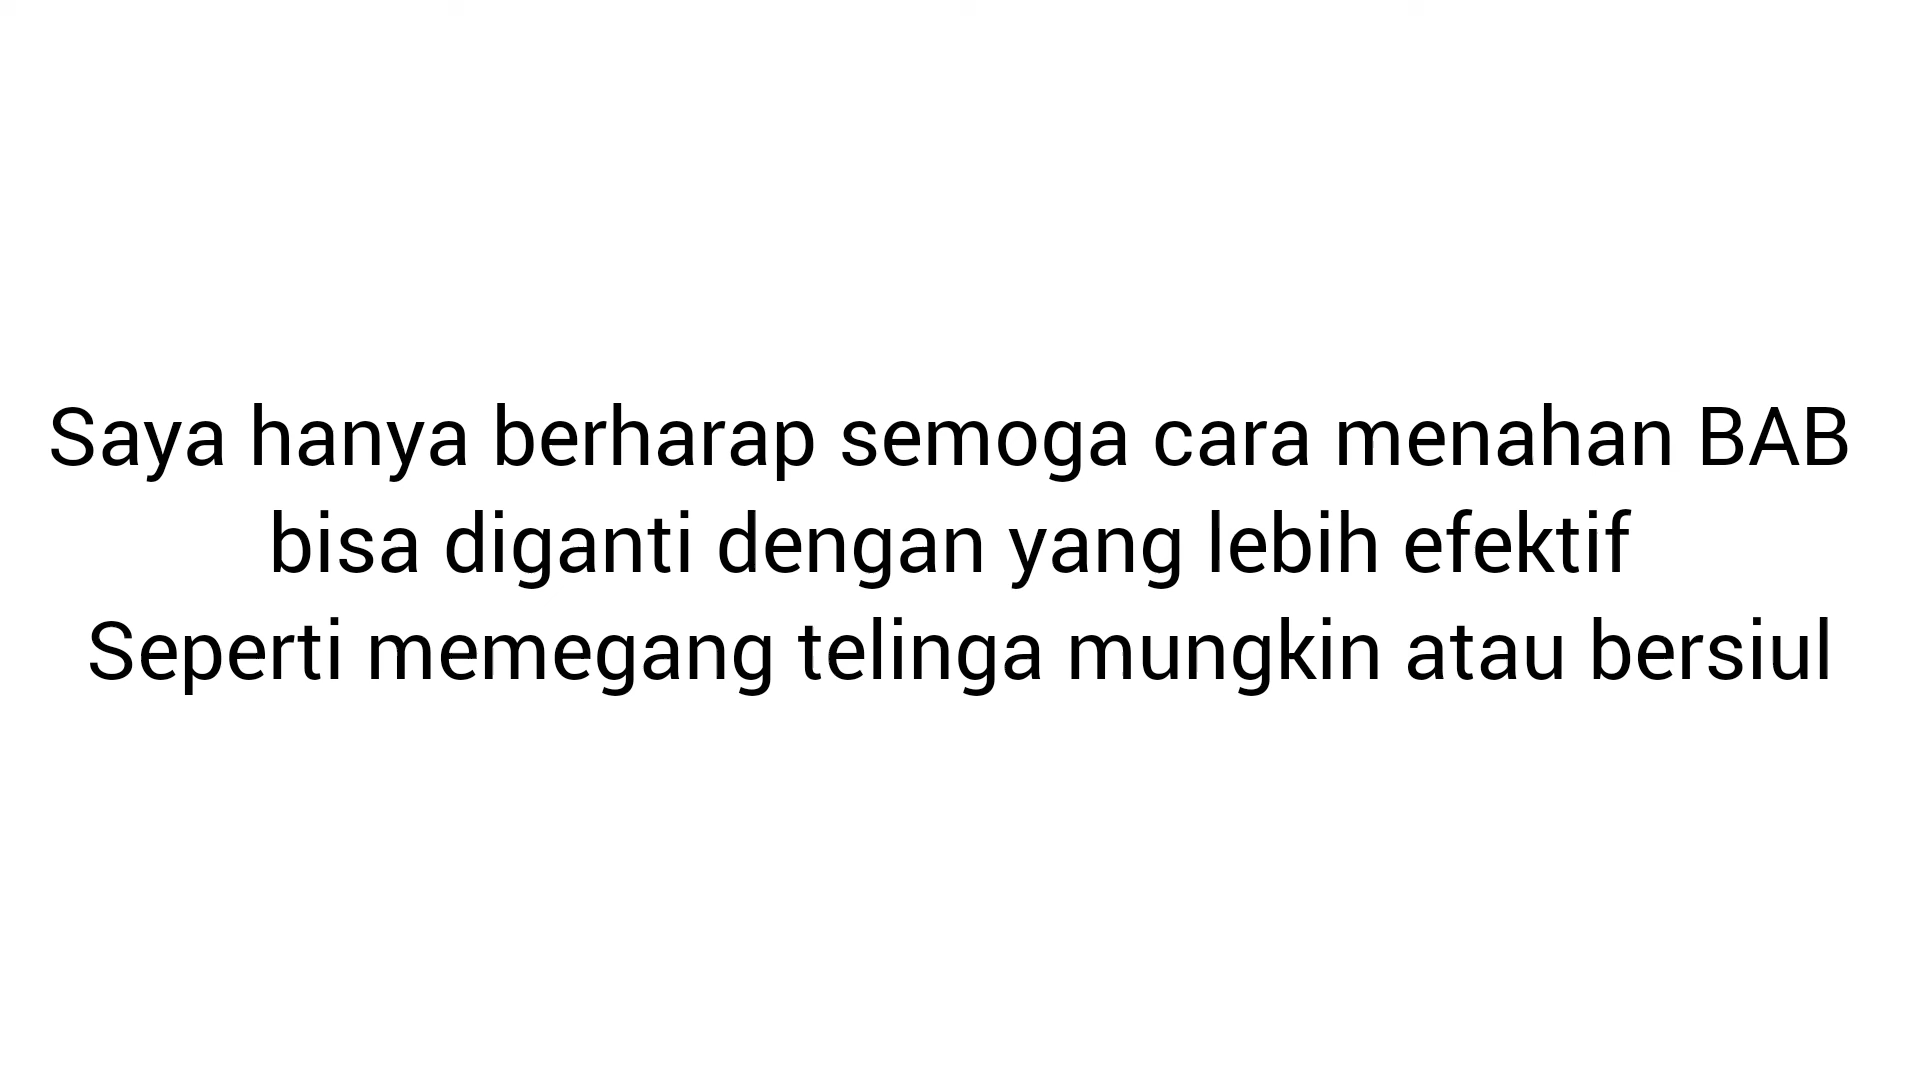 Saya hanya berharap semoga cara menahan BAB
bisa diganti dengan yang lebih efektif
Seperti memegang telinga mungkin atau bersiul